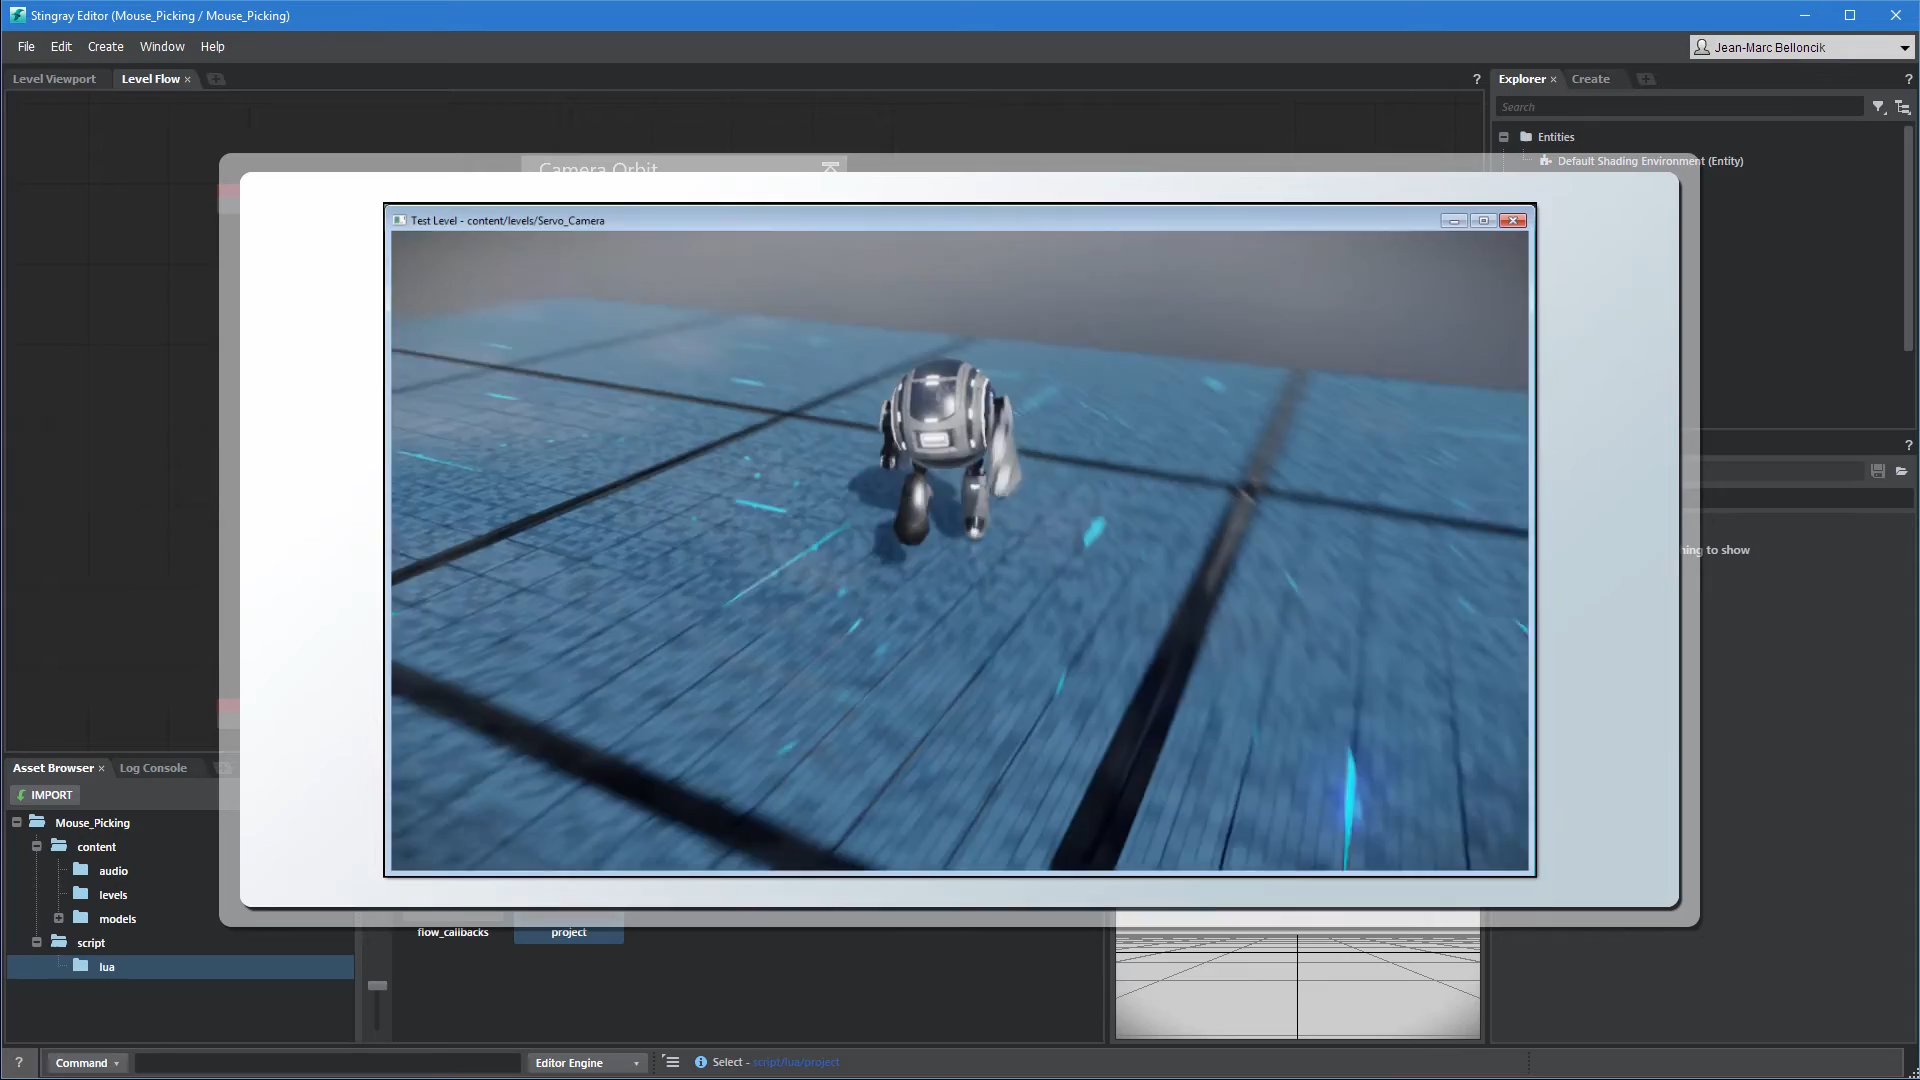 Stingray Editor (Mouse_Picking / Mouse_Picking)
File Edit Create Window Help
Jean-Marc Belloncik
Level Viewport Level Flow × ?
Explorer × Create ?
Search
Entities
Default Shading Environment (Entity)
Camera Orbit
Test Level - content/levels/Servo_Camera
?
ning to show
Asset Browser × Log Console
IMPORT
Mouse_Picking
content
audio
levels
models
script
lua
flow_callbacks project
? Command Editor Engine Select - script/lua/project